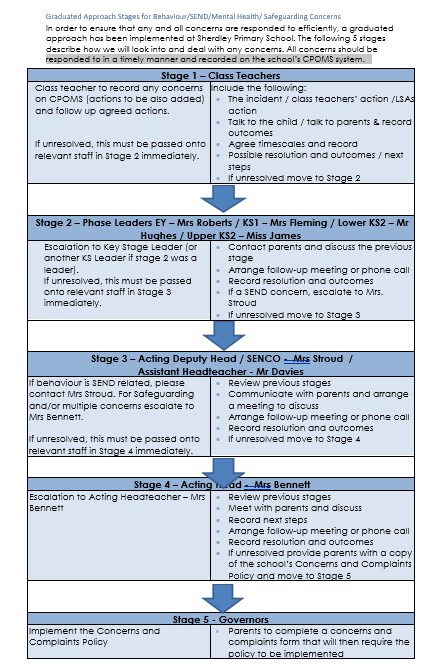 Graduated Approach Stages for Behaviour/SEND/Mental Health/ Safeguarding Concerns
In order to ensure that any and all concerns are responded to efficiently, a graduated
approach has been implemented at Sherdley Primary School. The following 5 stages
describe how we will look into and deal with any concerns. All concerns should be
responded to in a timely manner and recorded on the school's CPOMS system.
Stage 1 – Class Teachers
Class teacher to record any concerns
on CPOMS (actions to be also added)
and follow up agreed actions.
If unresolved, this must be passed onto
relevant staff in Stage 2 immediately.
Include the following:
• The incident / class teachers' action /LSAs
action
• Talk to the child / talk to parents & record
outcomes
• Agree timescales and record
• Possible resolution and outcomes / next
steps
• If unresolved move to Stage 2
Stage 2 – Phase Leaders EY – Mrs Roberts / KS1 – Mrs Fleming / Lower KS2 – Mr
Hughes / Upper KS2 – Miss James
Escalation to Key Stage Leader (or
another KS Leader if stage 2 was a
leader).
If unresolved, this must be passed
onto relevant staff in Stage 3
immediately.
• Contact parents and discuss the previous
stage
• Arrange follow-up meeting or phone call
• Record resolution and outcomes
• If a SEND concern, escalate to Mrs.
Stroud
• If unresolved move to Stage 3
Stage 3 – Acting Deputy Head / SENCO – Mrs Stroud /
Assistant Headteacher - Mr Davies
If behaviour is SEND related, please
contact Mrs Stroud. For Safeguarding
and/or multiple concerns escalate to
Mrs Bennett.
If unresolved, this must be passed onto
relevant staff in Stage 4 immediately.
• Review previous stages
• Communicate with parents and arrange
a meeting to discuss
• Arrange follow-up meeting or phone call
• Record resolution and outcomes
• If unresolved move to Stage 4
Stage 4 – Acting Head – Mrs Bennett
Escalation to Acting Headteacher – Mrs
Bennett
• Review previous stages
• Meet with parents and discuss
• Record next steps
• Arrange follow-up meeting or phone call
• Record resolution and outcomes
• If unresolved provide parents with a copy
of the school's Concerns and Complaints
Policy and move to Stage 5
Stage 5 - Governors
Implement the Concerns and
Complaints Policy
• Parents to complete a concerns and
complaints form that will then require the
policy to be implemented